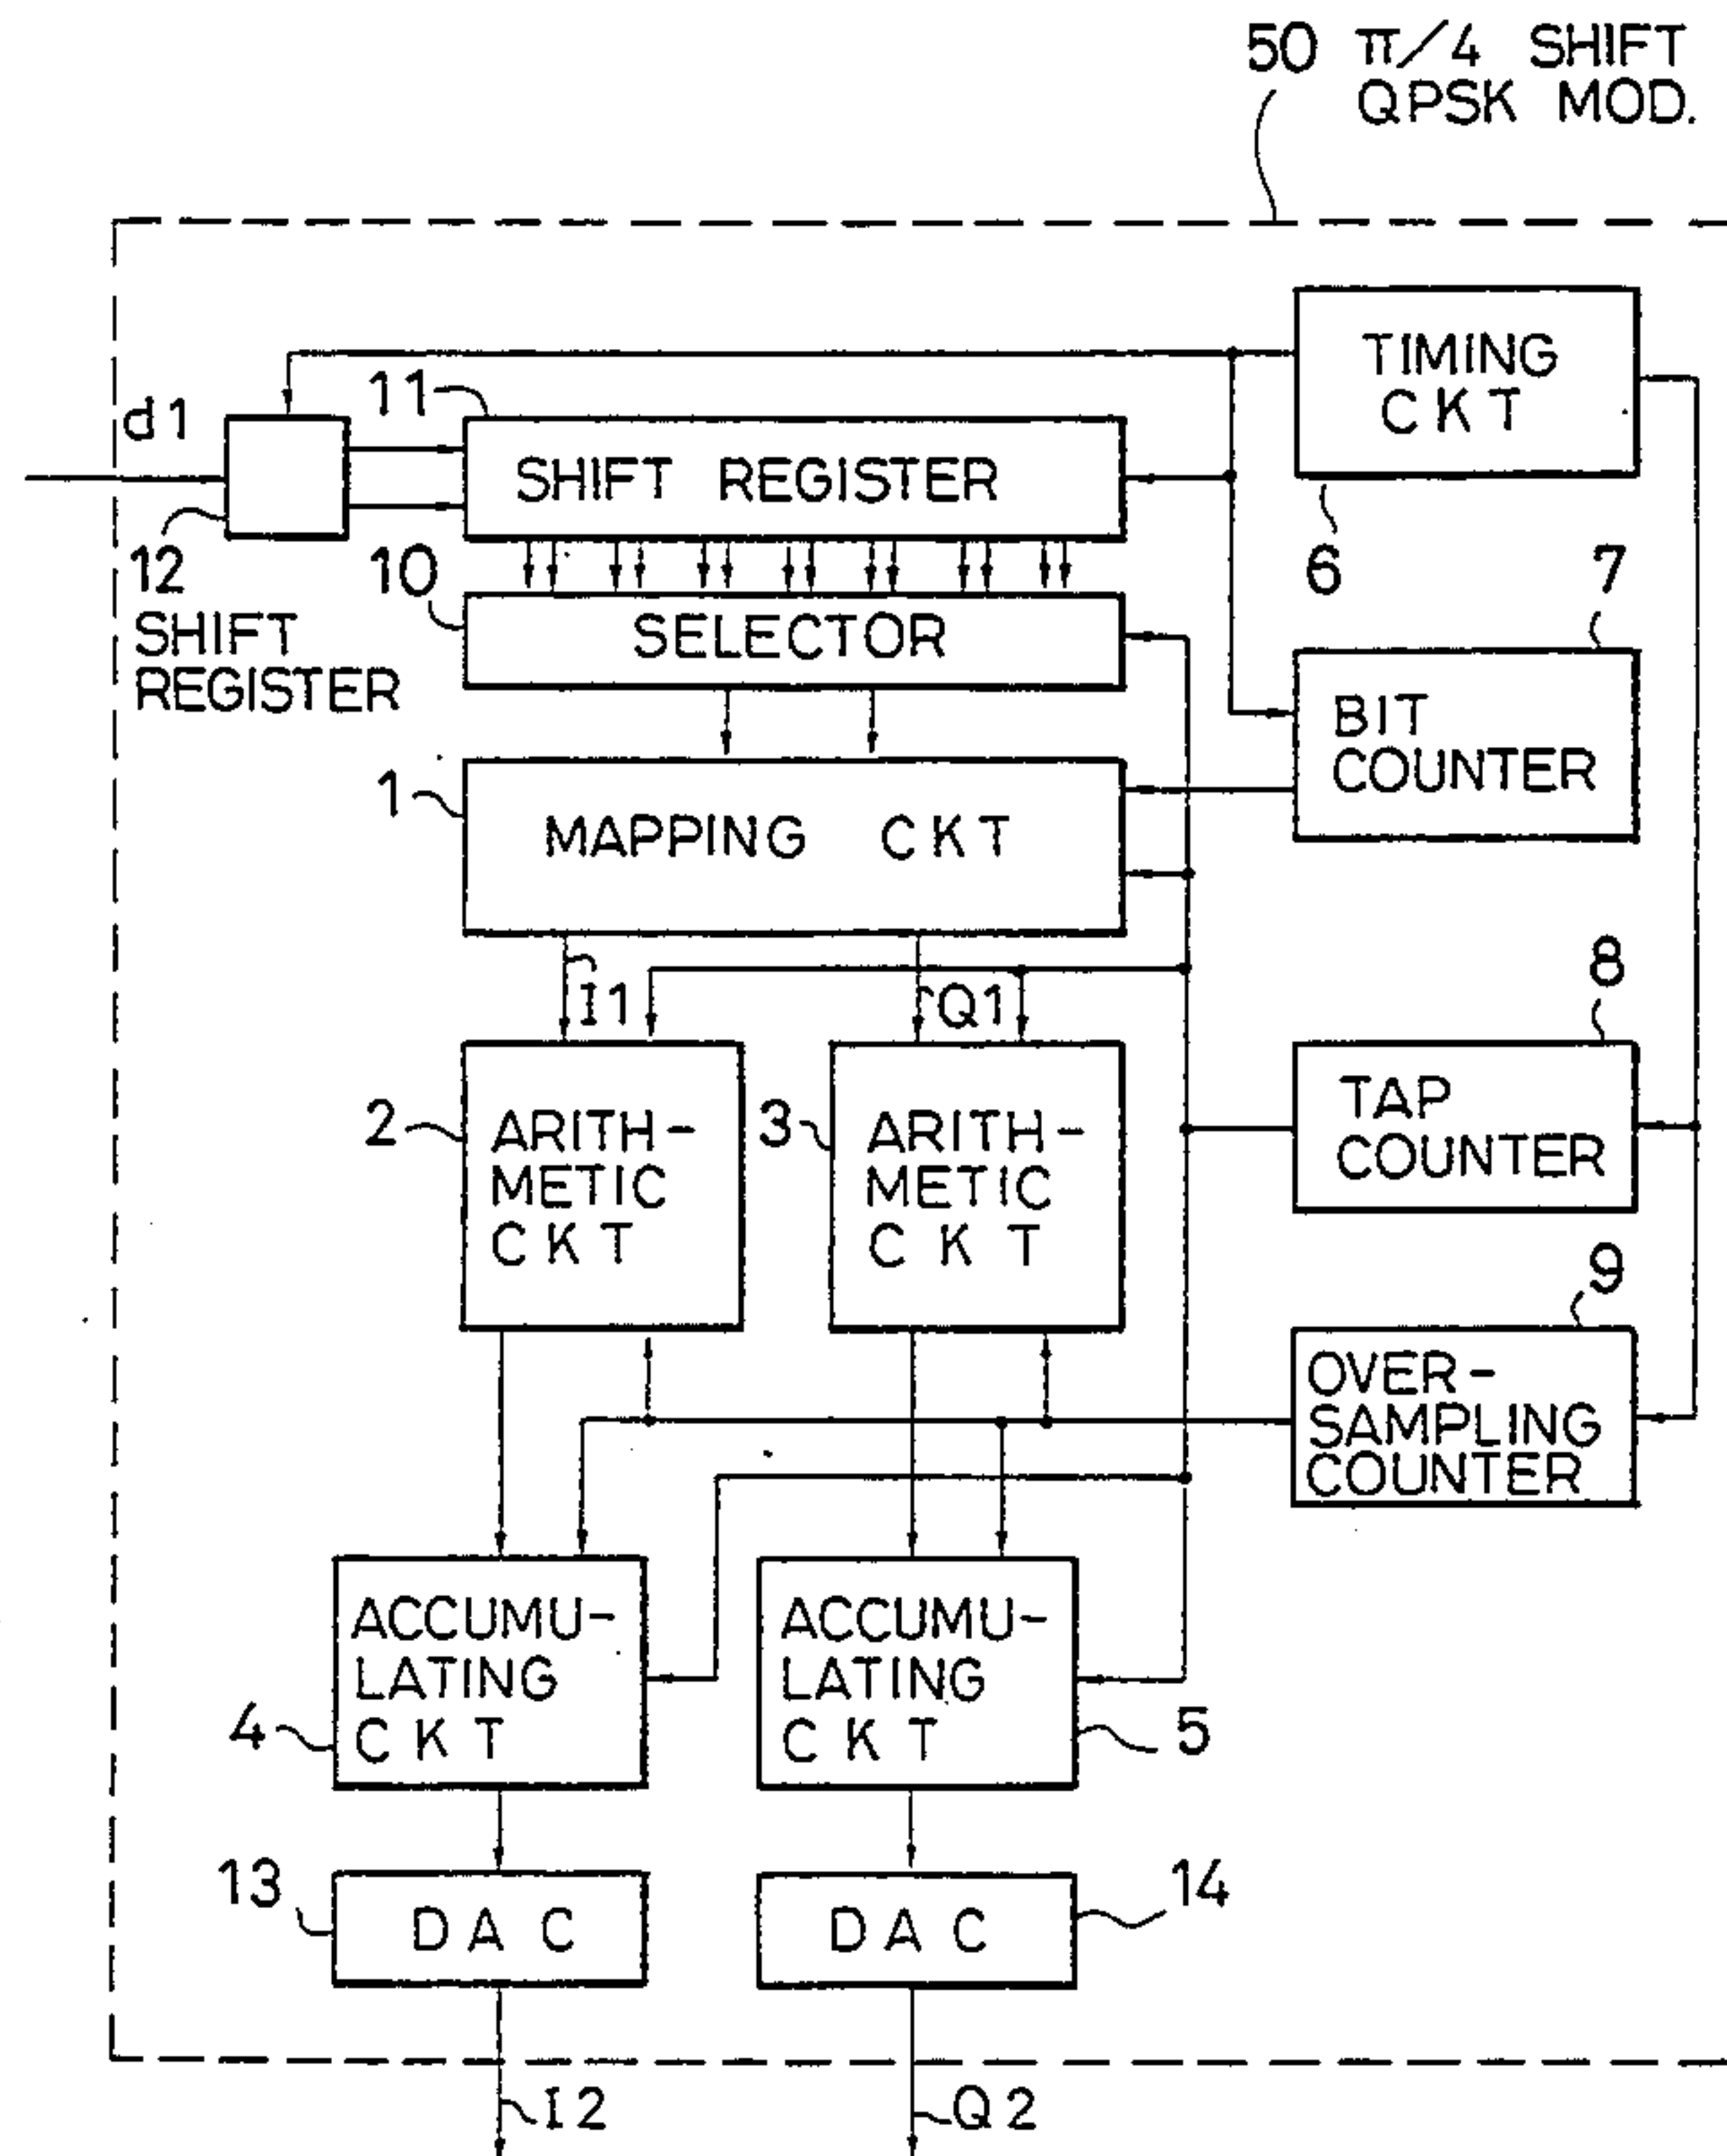 50 π/4 SHIFT
QPSK MOD.
TIMING
CKT
6
d1
11
SHIFT REGISTER
12
SHIFT
REGISTER
10
SELECTOR
7
BIT
COUNTER
1
MAPPING CKT
I1
Q1
8
TAP
COUNTER
2
ARITH-
METIC
CKT
3
ARITH-
METIC
CKT
9
OVER-
SAMPLING
COUNTER
4
ACCUMU-
LATING
CKT
ACCUMU-
LATING
CKT
5
13
DAC
DAC
14
I2
Q2